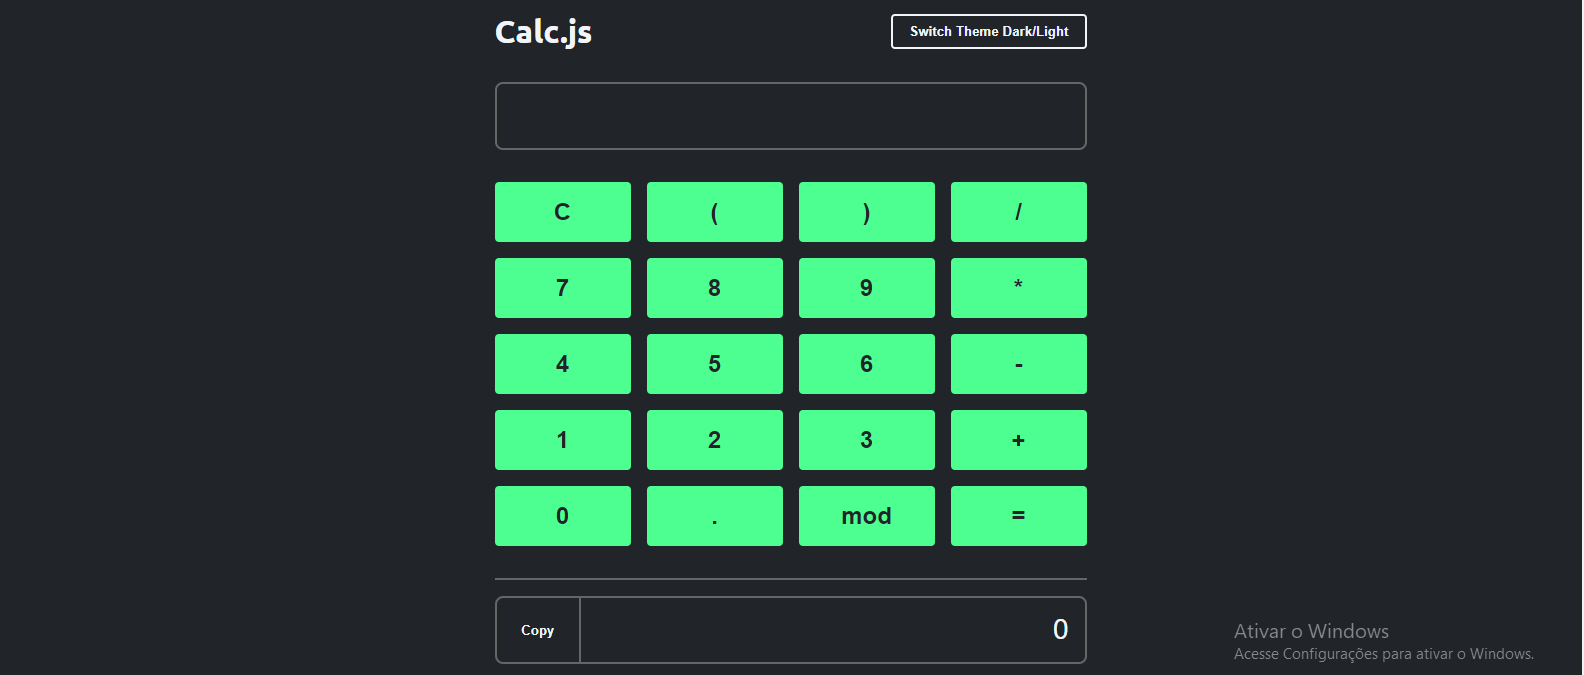 Calc.js
Switch Theme Dark/Light
C ( ) /
7 8 9 *
4 5 6 -
1 2 3 +
0 . mod =
Copy 0
Ativar o Windows
Acesse Configurações para ativar o Windows.